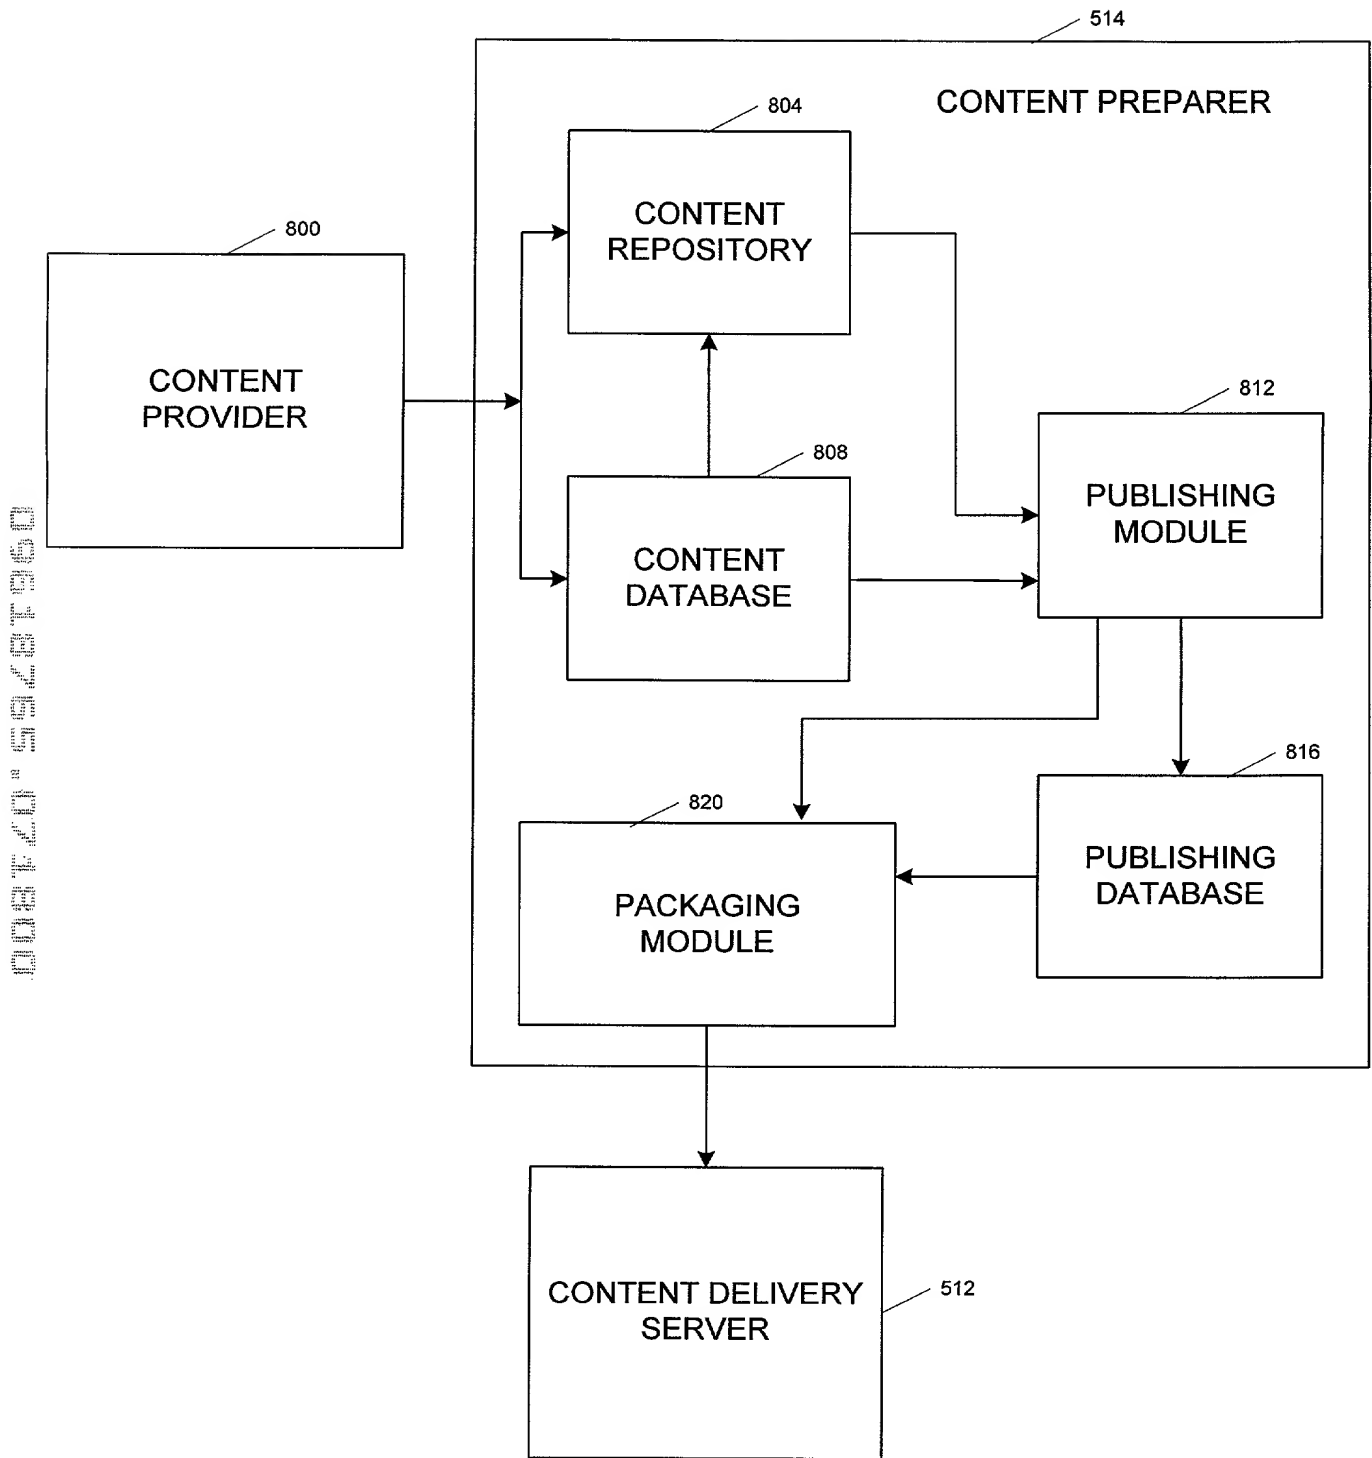 514
CONTENT PREPARER
804
CONTENT
REPOSITORY
800
CONTENT
PROVIDER
812
PUBLISHING
MODULE
808
CONTENT
DATABASE
816
PUBLISHING
DATABASE
820
PACKAGING
MODULE
512
CONTENT DELIVERY
SERVER